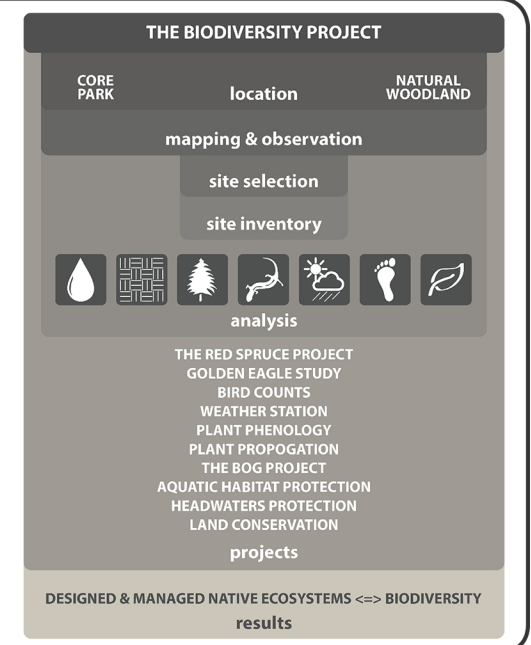 THE BIODIVERSITY PROJECT
CORE
PARK
location
NATURAL
WOODLAND
mapping & observation
site selection
site inventory
analysis
THE RED SPRUCE PROJECT
GOLDEN EAGLE STUDY
BIRD COUNTS
WEATHER STATION
PLANT PHENOLOGY
PLANT PROPOGATION
THE BOG PROJECT
AQUATIC HABITAT PROTECTION
HEADWATERS PROTECTION
LAND CONSERVATION
projects
DESIGNED & MANAGED NATIVE ECOSYSTEMS <=> BIODIVERSITY
results